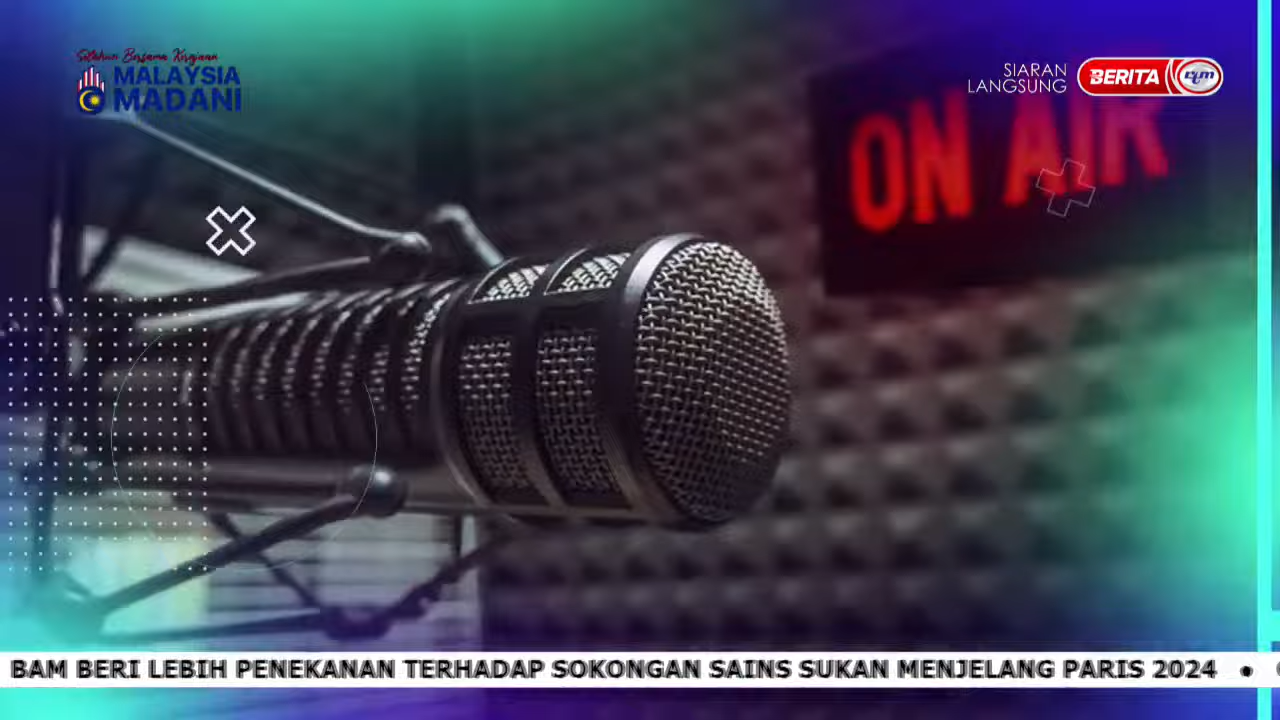 Setahun Bersama Kerajaan
MALAYSIA
MADANI
SIARAN
LANGSUNG
BERITA
rtm
ON AIR
BAM BERI LEBIH PENEKANAN TERHADAP SOKONGAN SAINS SUKAN MENJELANG PARIS 2024 •